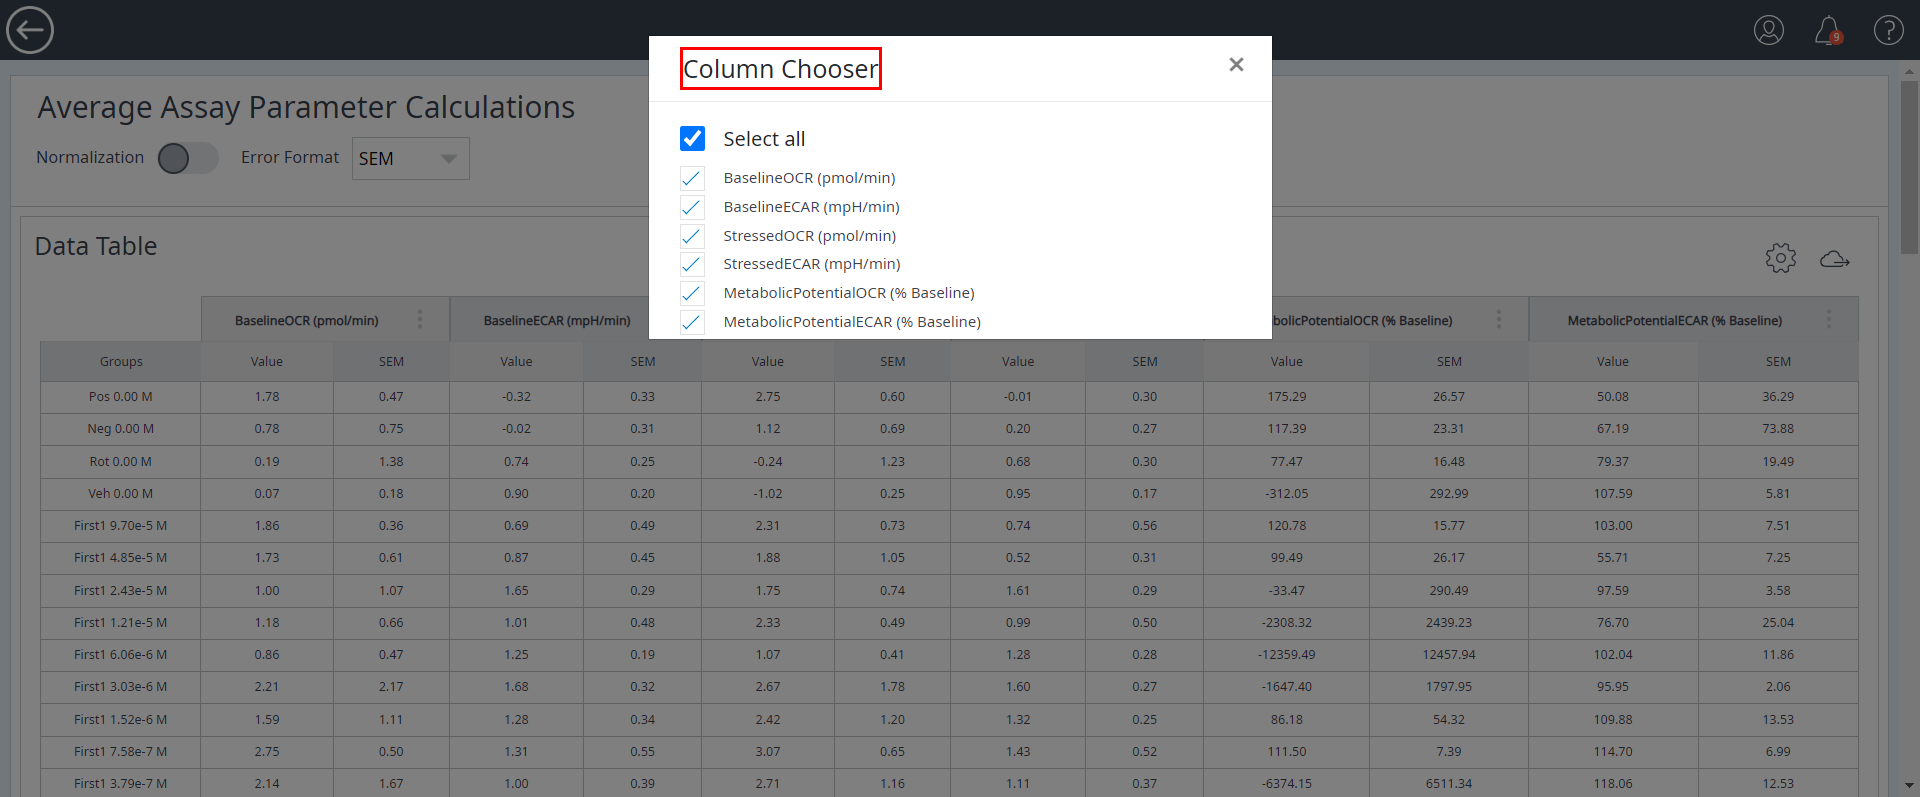 9
Column Chooser
×
Select all
BaselineOCR (pmol/min)
BaselineECAR (mpH/min)
StressedOCR (pmol/min)
StressedECAR (mpH/min)
MetabolicPotentialOCR (% Baseline)
MetabolicPotentialECAR (% Baseline)
Average Assay Parameter Calculations
Normalization Error Format SEM
Data Table
BaselineOCR (pmol/min) BaselineECAR (mpH/min) bolicPotentialOCR (% Baseline) MetabolicPotentialECAR (% Baseline)
Groups Value SEM Value SEM Value SEM Value SEM Value SEM Value SEM
Pos 0.00 M 1.78 0.47 -0.32 0.33 2.75 0.60 -0.01 0.30 175.29 26.57 50.08 36.29
Neg 0.00 M 0.78 0.75 -0.02 0.31 1.12 0.69 0.20 0.27 117.39 23.31 67.19 73.88
Rot 0.00 M 0.19 1.38 0.74 0.25 -0.24 1.23 0.68 0.30 77.47 16.48 79.37 19.49
Veh 0.00 M 0.07 0.18 0.90 0.20 -1.02 0.25 0.95 0.17 -312.05 292.99 107.59 5.81
First1 9.70e-5 M 1.86 0.36 0.69 0.49 2.31 0.73 0.74 0.56 120.78 15.77 103.00 7.51
First1 4.85e-5 M 1.73 0.61 0.87 0.45 1.88 1.05 0.52 0.31 99.49 26.17 55.71 7.25
First1 2.43e-5 M 1.00 1.07 1.65 0.29 1.75 0.74 1.61 0.29 -33.47 290.49 97.59 3.58
First1 1.21e-5 M 1.18 0.66 1.01 0.48 2.33 0.49 0.99 0.50 -2308.32 2439.23 76.70 25.04
First1 6.06e-6 M 0.86 0.47 1.25 0.19 1.07 0.41 1.28 0.28 -12359.49 12457.94 102.04 11.86
First1 3.03e-6 M 2.21 2.17 1.68 0.32 2.67 1.78 1.60 0.27 -1647.40 1797.95 95.95 2.06
First1 1.52e-6 M 1.59 1.11 1.28 0.34 2.42 1.20 1.32 0.25 86.18 54.32 109.88 13.53
First1 7.58e-7 M 2.75 0.50 1.31 0.55 3.07 0.65 1.43 0.52 111.50 7.39 114.70 6.99
First1 3.79e-7 M 2.14 1.67 1.00 0.39 2.71 1.16 1.11 0.37 -6374.15 6511.34 118.06 12.53